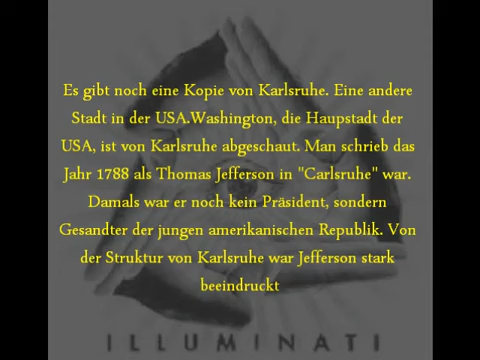 Es gibt noch eine Kopie von Karlsruhe. Eine andere
Stadt in der USA.Washington, die Haupstadt der
USA, ist von Karlsruhe abgeschaut. Man schrieb das
Jahr 1788 als Thomas Jefferson in "Carlsruhe" war.
Damals war er noch kein Präsident, sondern
Gesandter der jungen amerikanischen Republik. Von
der Struktur von Karlsruhe war Jefferson stark
beeindruckt
ILLUMINATI